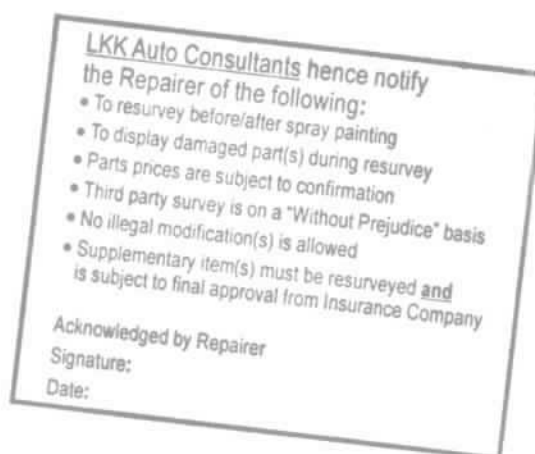 LKK Auto Consultants hence notify
the Repairer of the following:
• To resurvey before/after spray painting
• To display damaged part(s) during resurvey
• Parts prices are subject to confirmation
• Third party survey is on a "Without Prejudice" basis
• No illegal modification(s) is allowed
• Supplementary item(s) must be resurveyed and
is subject to final approval from Insurance Company
Acknowledged by Repairer
Signature:
Date: